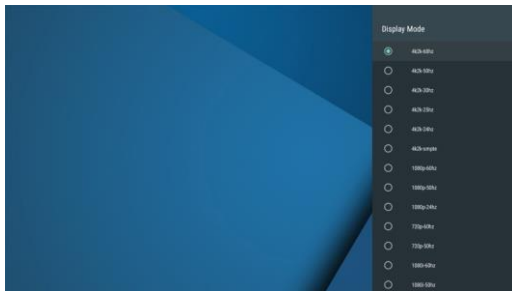 Display Mode
4k2k-60hz
4k2k-50hz
4k2k-30hz
4k2k-25hz
4k2k-24hz
4k2k-smpte
1080p-60hz
1080p-50hz
1080p-24hz
720p-60hz
720p-50hz
1080i-60hz
1080i-50hz